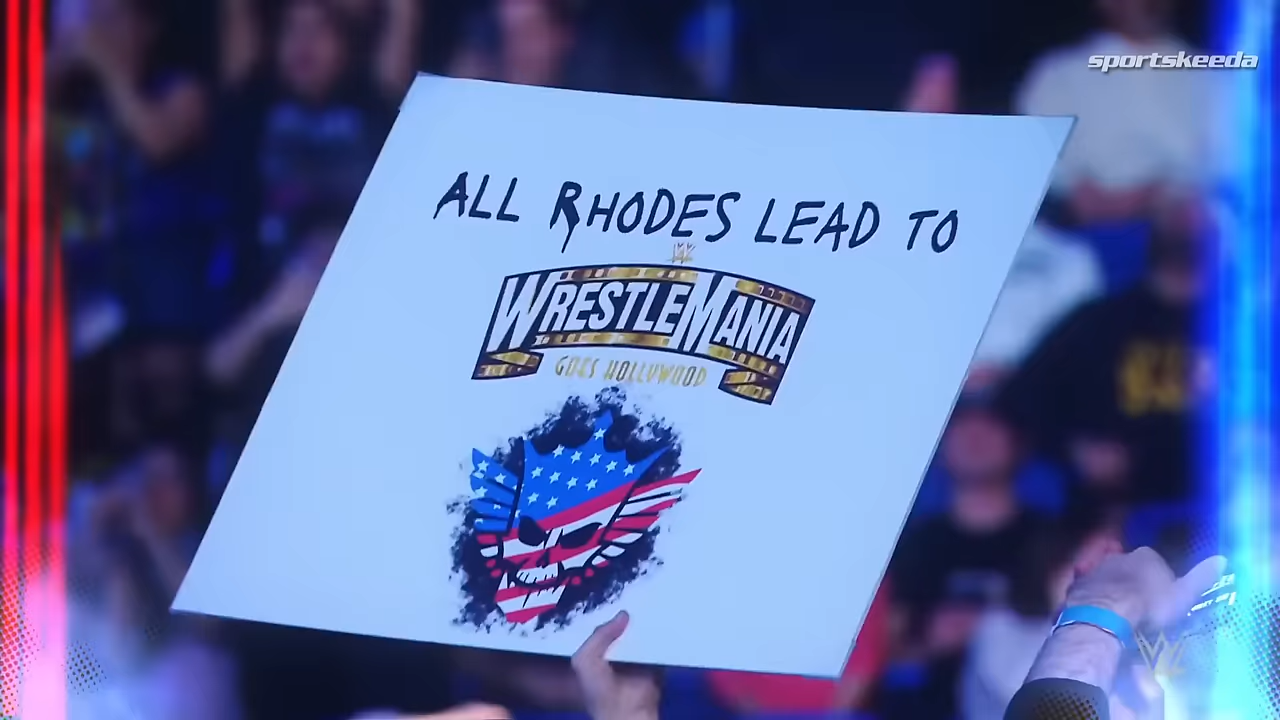 sportskeeda
ALL RHODES LEAD TO
WRESTLEMANIA
GOES HOLLYWOOD